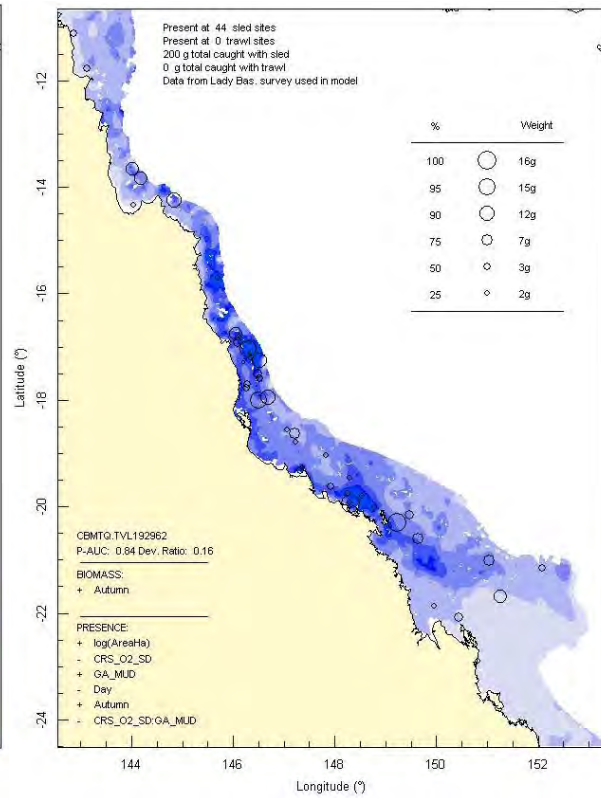 Present at 44 sled sites
Present at 0 trawl sites
200 g total caught with sled
0 g total caught with trawl
Data from Lady Bas. survey used in model
% Weight
100 16g
95 15g
90 12g
75 7g
50 3g
25 2g
-12
-14
-16
-18
-20
-22
-24
Latitude (°)
CBMTQ.TVL192962
P-AUC: 0.84 Dev. Ratio: 0.16
BIOMASS:
+ Autumn
PRESENCE:
+ log(AreaHa)
- CRS_O2_SD
+ GA_MUD
- Day
+ Autumn
- CRS_O2_SD:GA_MUD
144 146 148 150 152
Longitude (°)